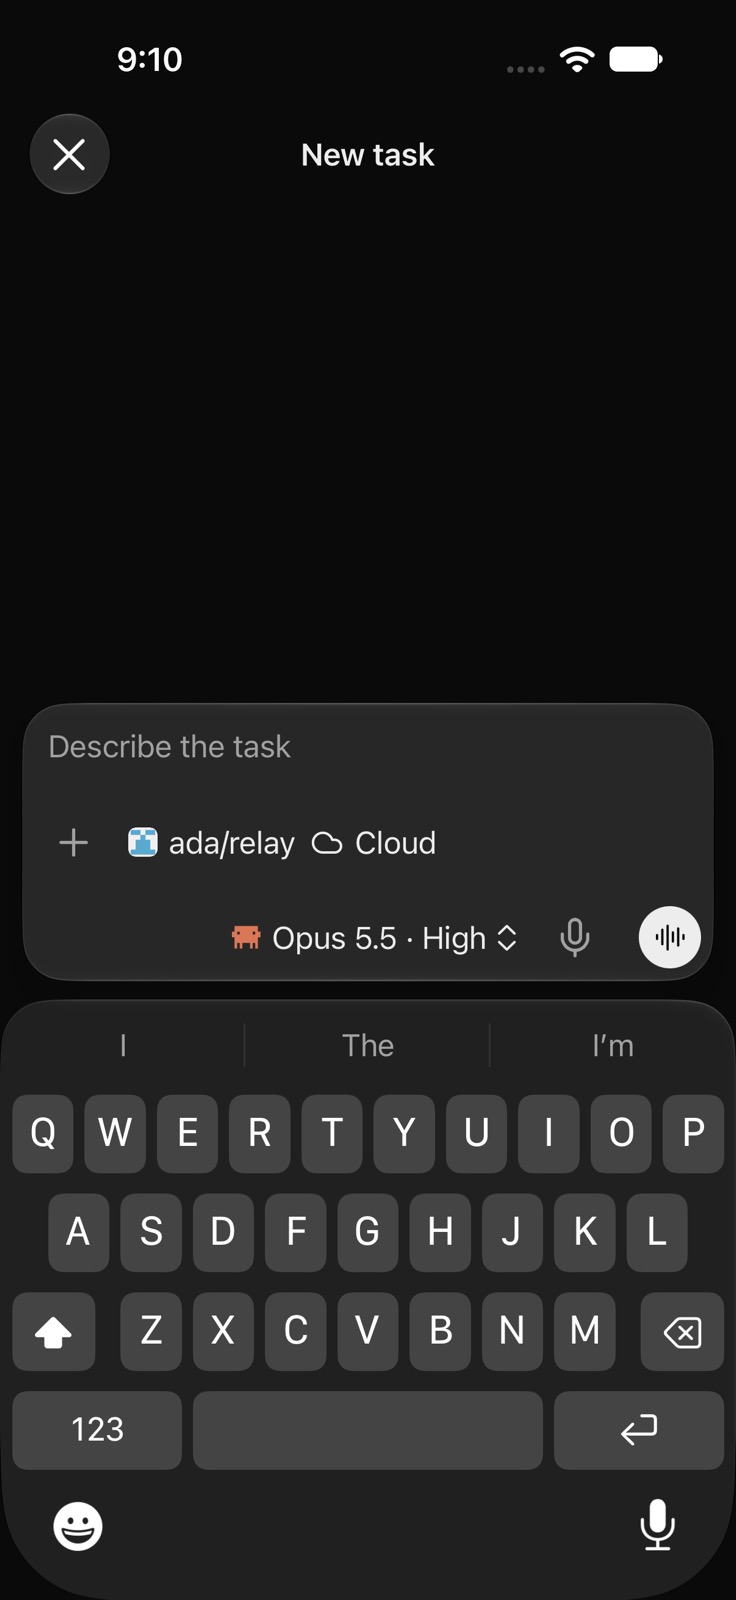 9:10
New task
Describe the task
ada/relay Cloud
Opus 5.5 · High
I The I’m
Q W E R T Y U I O P
A S D F G H J K L
Z X C V B N M
123